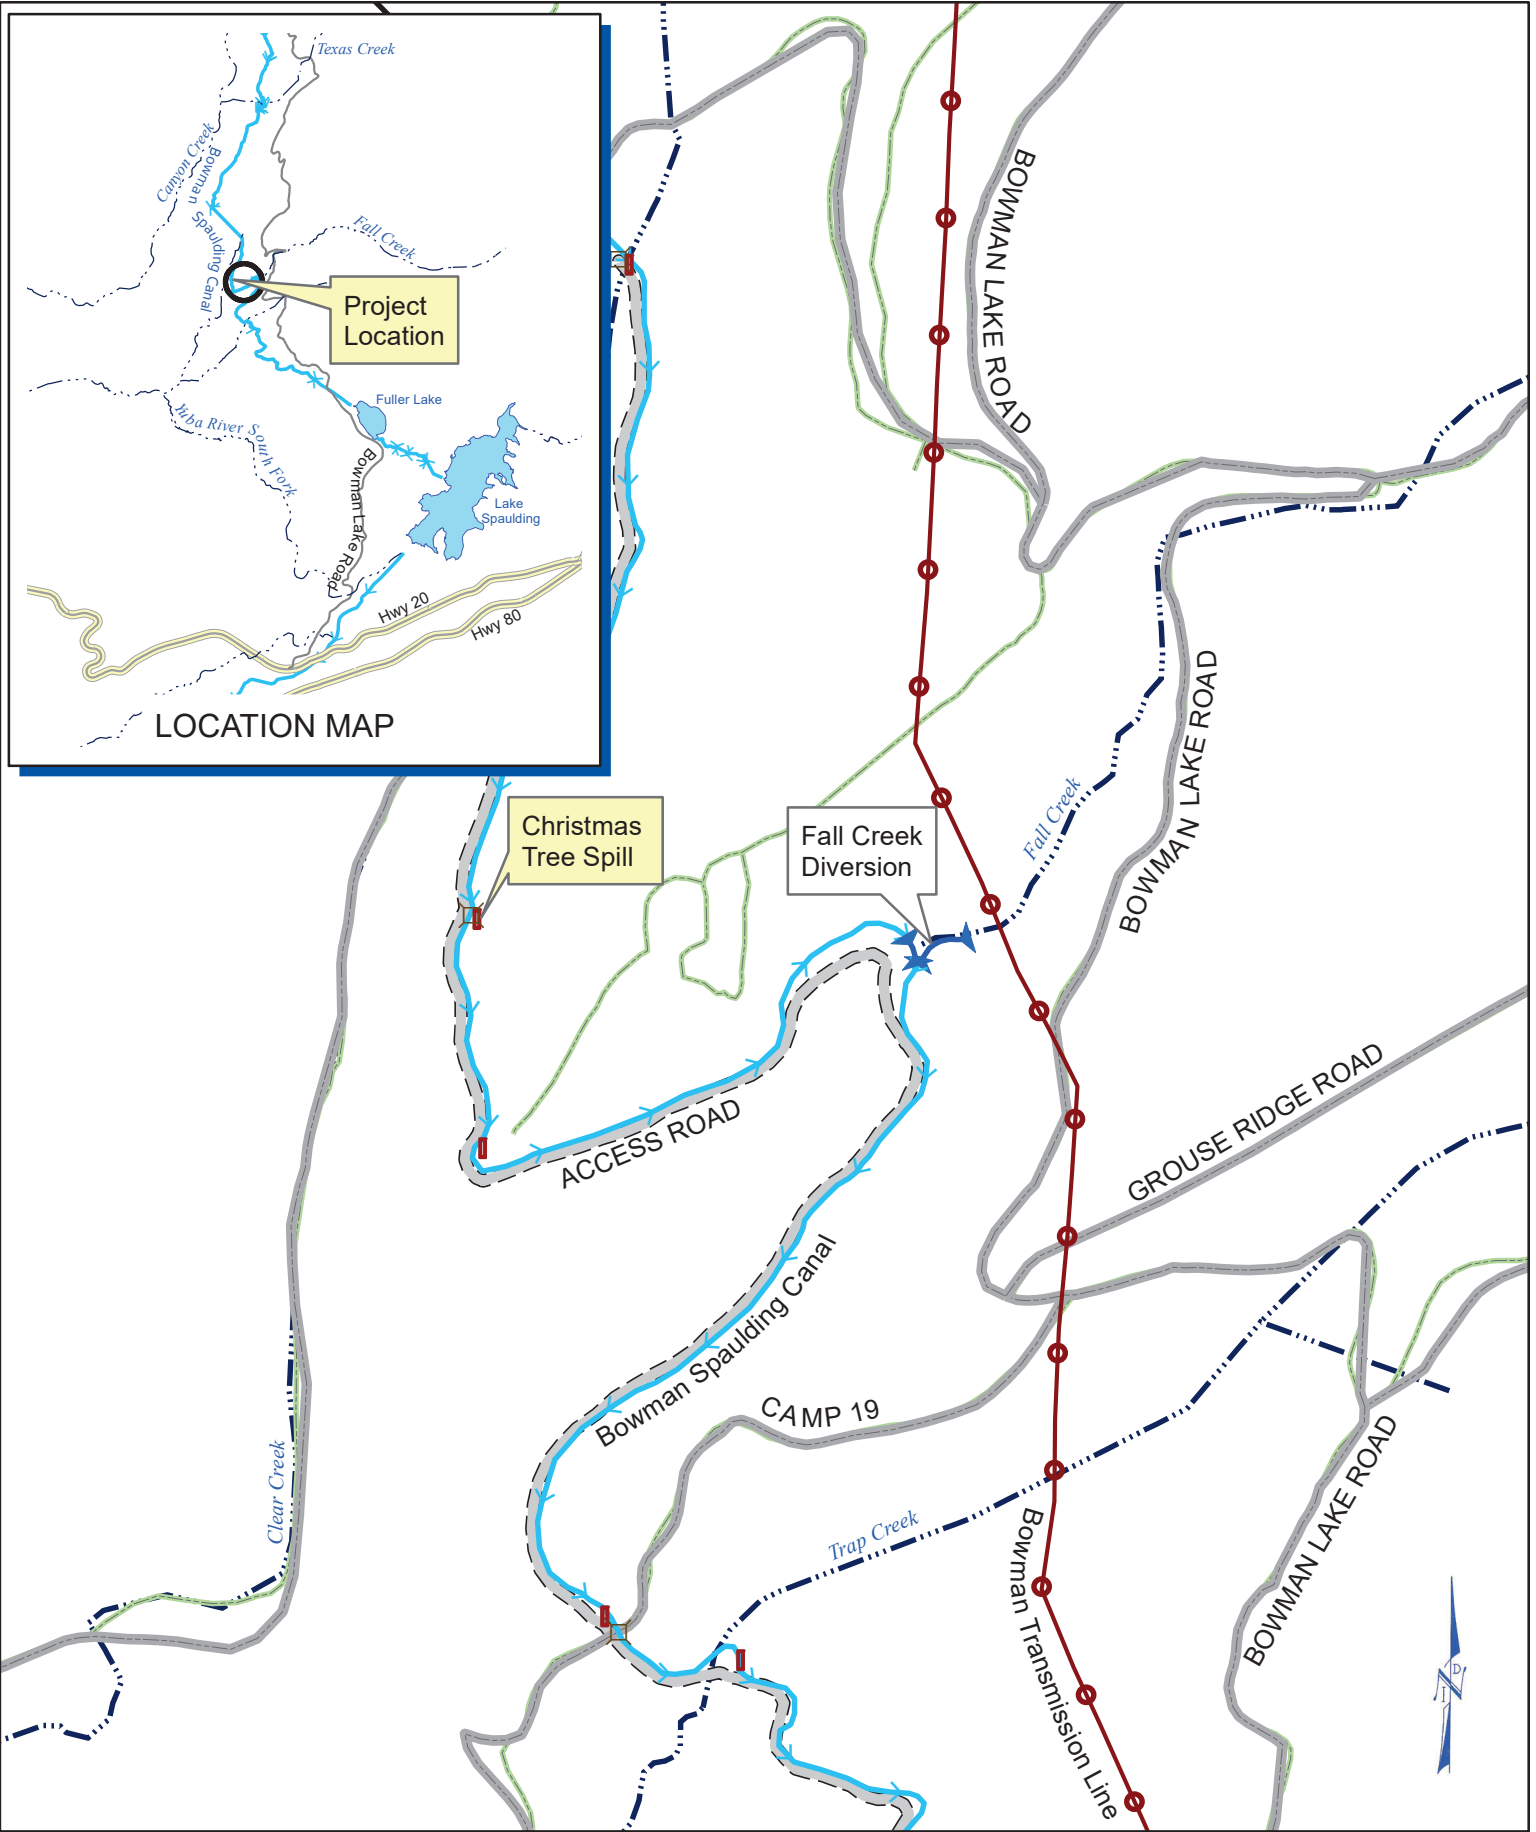 Texas Creek
Canyon Creek
Bowman
Spaulding Canal
Fall Creek
Project
Location
Fuller Lake
Yuba River South Fork
Lake
Spaulding
Bowman Lake Road
Hwy 20
Hwy 80
LOCATION MAP
BOWMAN LAKE ROAD
BOWMAN LAKE ROAD
Christmas
Tree Spill
Fall Creek
Diversion
Fall Creek
ACCESS ROAD
GROUSE RIDGE ROAD
Bowman Spaulding Canal
CAMP 19
Clear Creek
Trap Creek
BOWMAN LAKE ROAD
Bowman Transmission Line
N
I
D